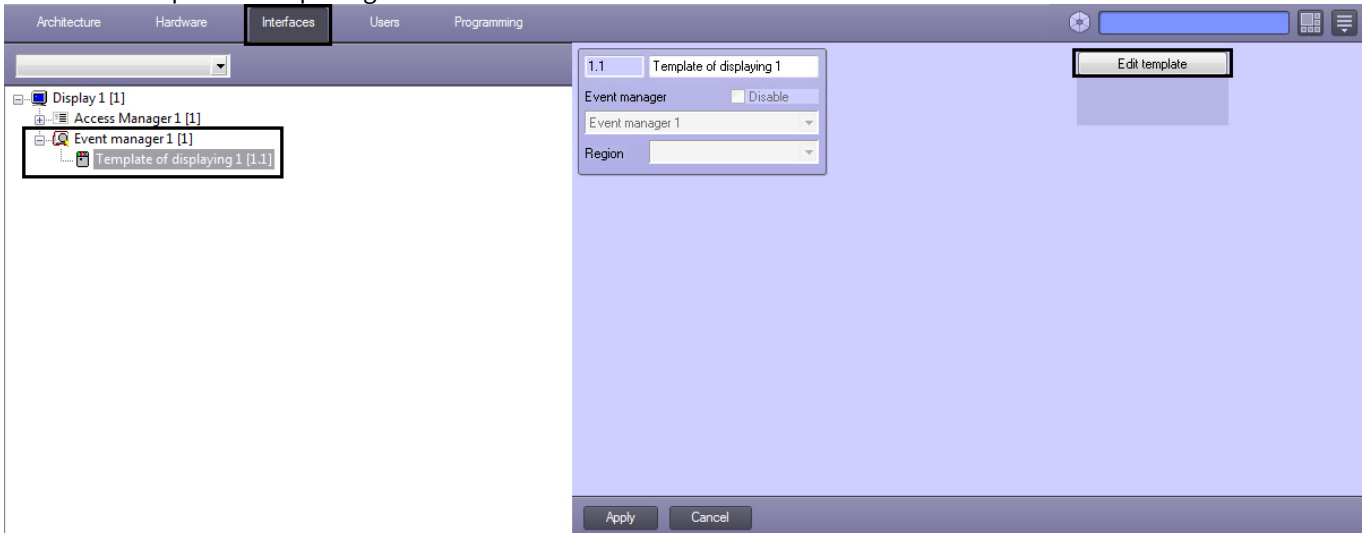 Architecture Hardware Interfaces Users Programming
1.1 Template of displaying 1
Edit template
Display 1 [1]
Event manager Disable
Access Manager 1 [1]
Event manager 1
Event manager 1 [1]
Region
Template of displaying 1 [1.1]
Apply Cancel